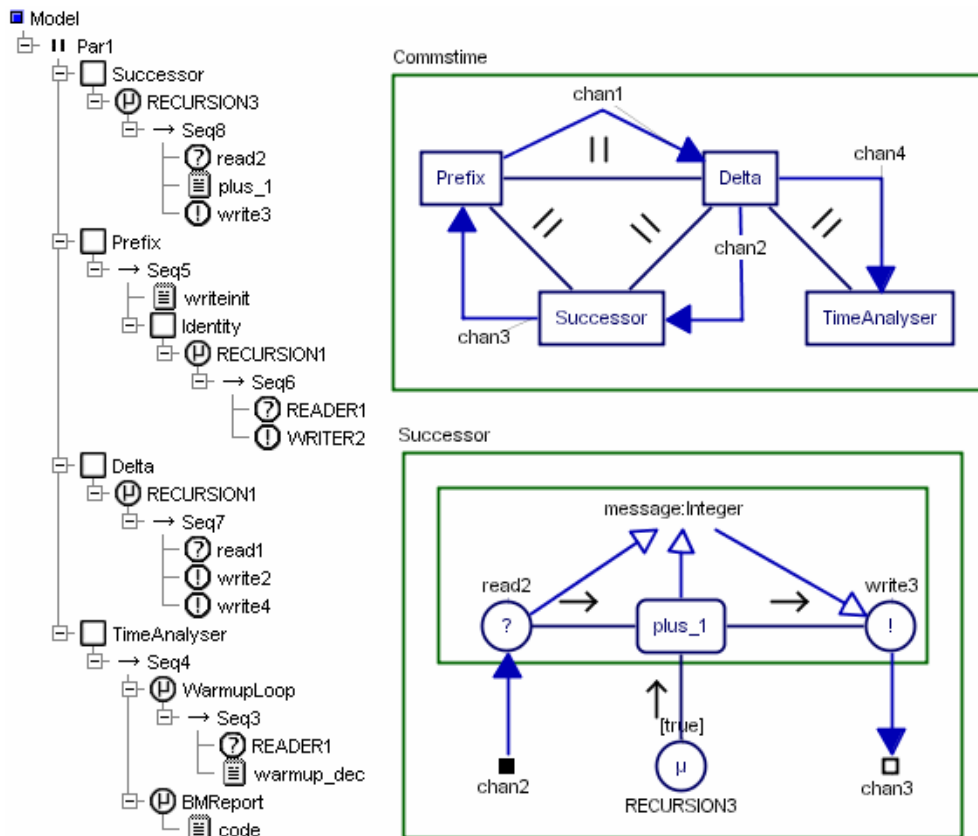 Model
Par1
Successor
RECURSION3
Seq8
? read2
plus_1
! write3
Prefix
Seq5
writeinit
Identity
RECURSION1
Seq6
? READER1
! WRITER2
Delta
RECURSION1
Seq7
? read1
! write2
! write4
TimeAnalyser
Seq4
WarmupLoop
Seq3
? READER1
warmup_dec
BMReport
code
Commstime
chan1
chan4
Prefix
Delta
chan2
chan3
Successor
TimeAnalyser
Successor
message:Integer
read2
write3
?
plus_1
!
[true]
chan2
µ
chan3
RECURSION3